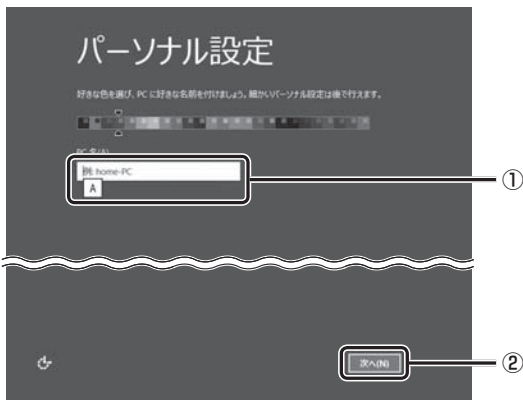 パーソナル設定
好きな色を選び、PC に好きな名前を付けましょう。細かいパーソナル設定は後で行えます。
PC 名(A)
例: home-PC
A
①
次へ(N)
②